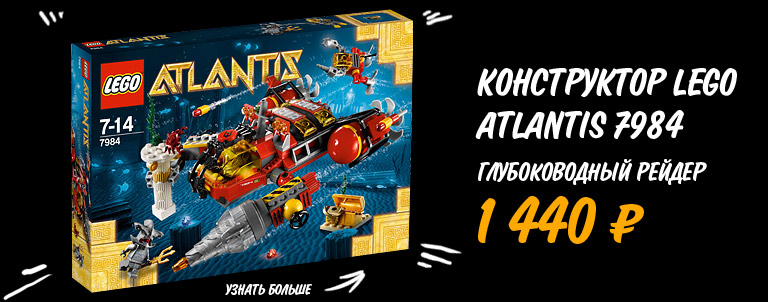 LEGO
ATLANTIS
7-14
7984
КОНСТРУКТОР LEGO
ATLANTIS 7984
ГЛУБОКОВОДНЫЙ РЕЙДЕР
1 440 ₽
УЗНАТЬ БОЛЬШЕ